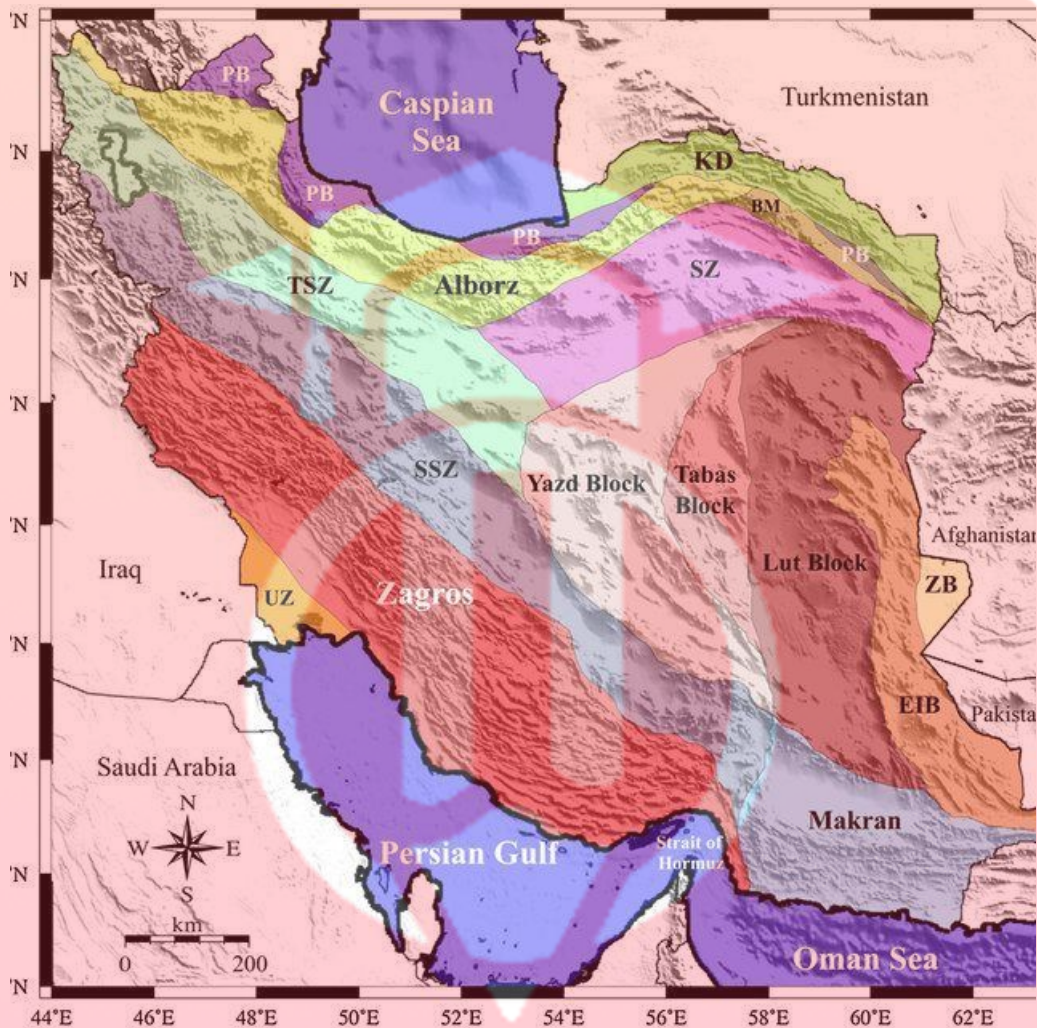 PB
Caspian
Sea
Turkmenistan
'N
KD
PB
BM
PB
PB
'N
TSZ
Alborz
SZ
'N
SSZ
Yazd Block
Tabas
Block
'N
Afghanistan
Iraq
Lut Block
ZB
UZ
Zagros
'N
EIB
Pakista
'N
Saudi Arabia
N
W
E
S
Makran
Persian Gulf
Strait of
Hormuz
'N
km
0
200
Oman Sea
'N
'N
44°E
46°E
48°E
50°E
52°E
54°E
56°E
58°E
60°E
62°E